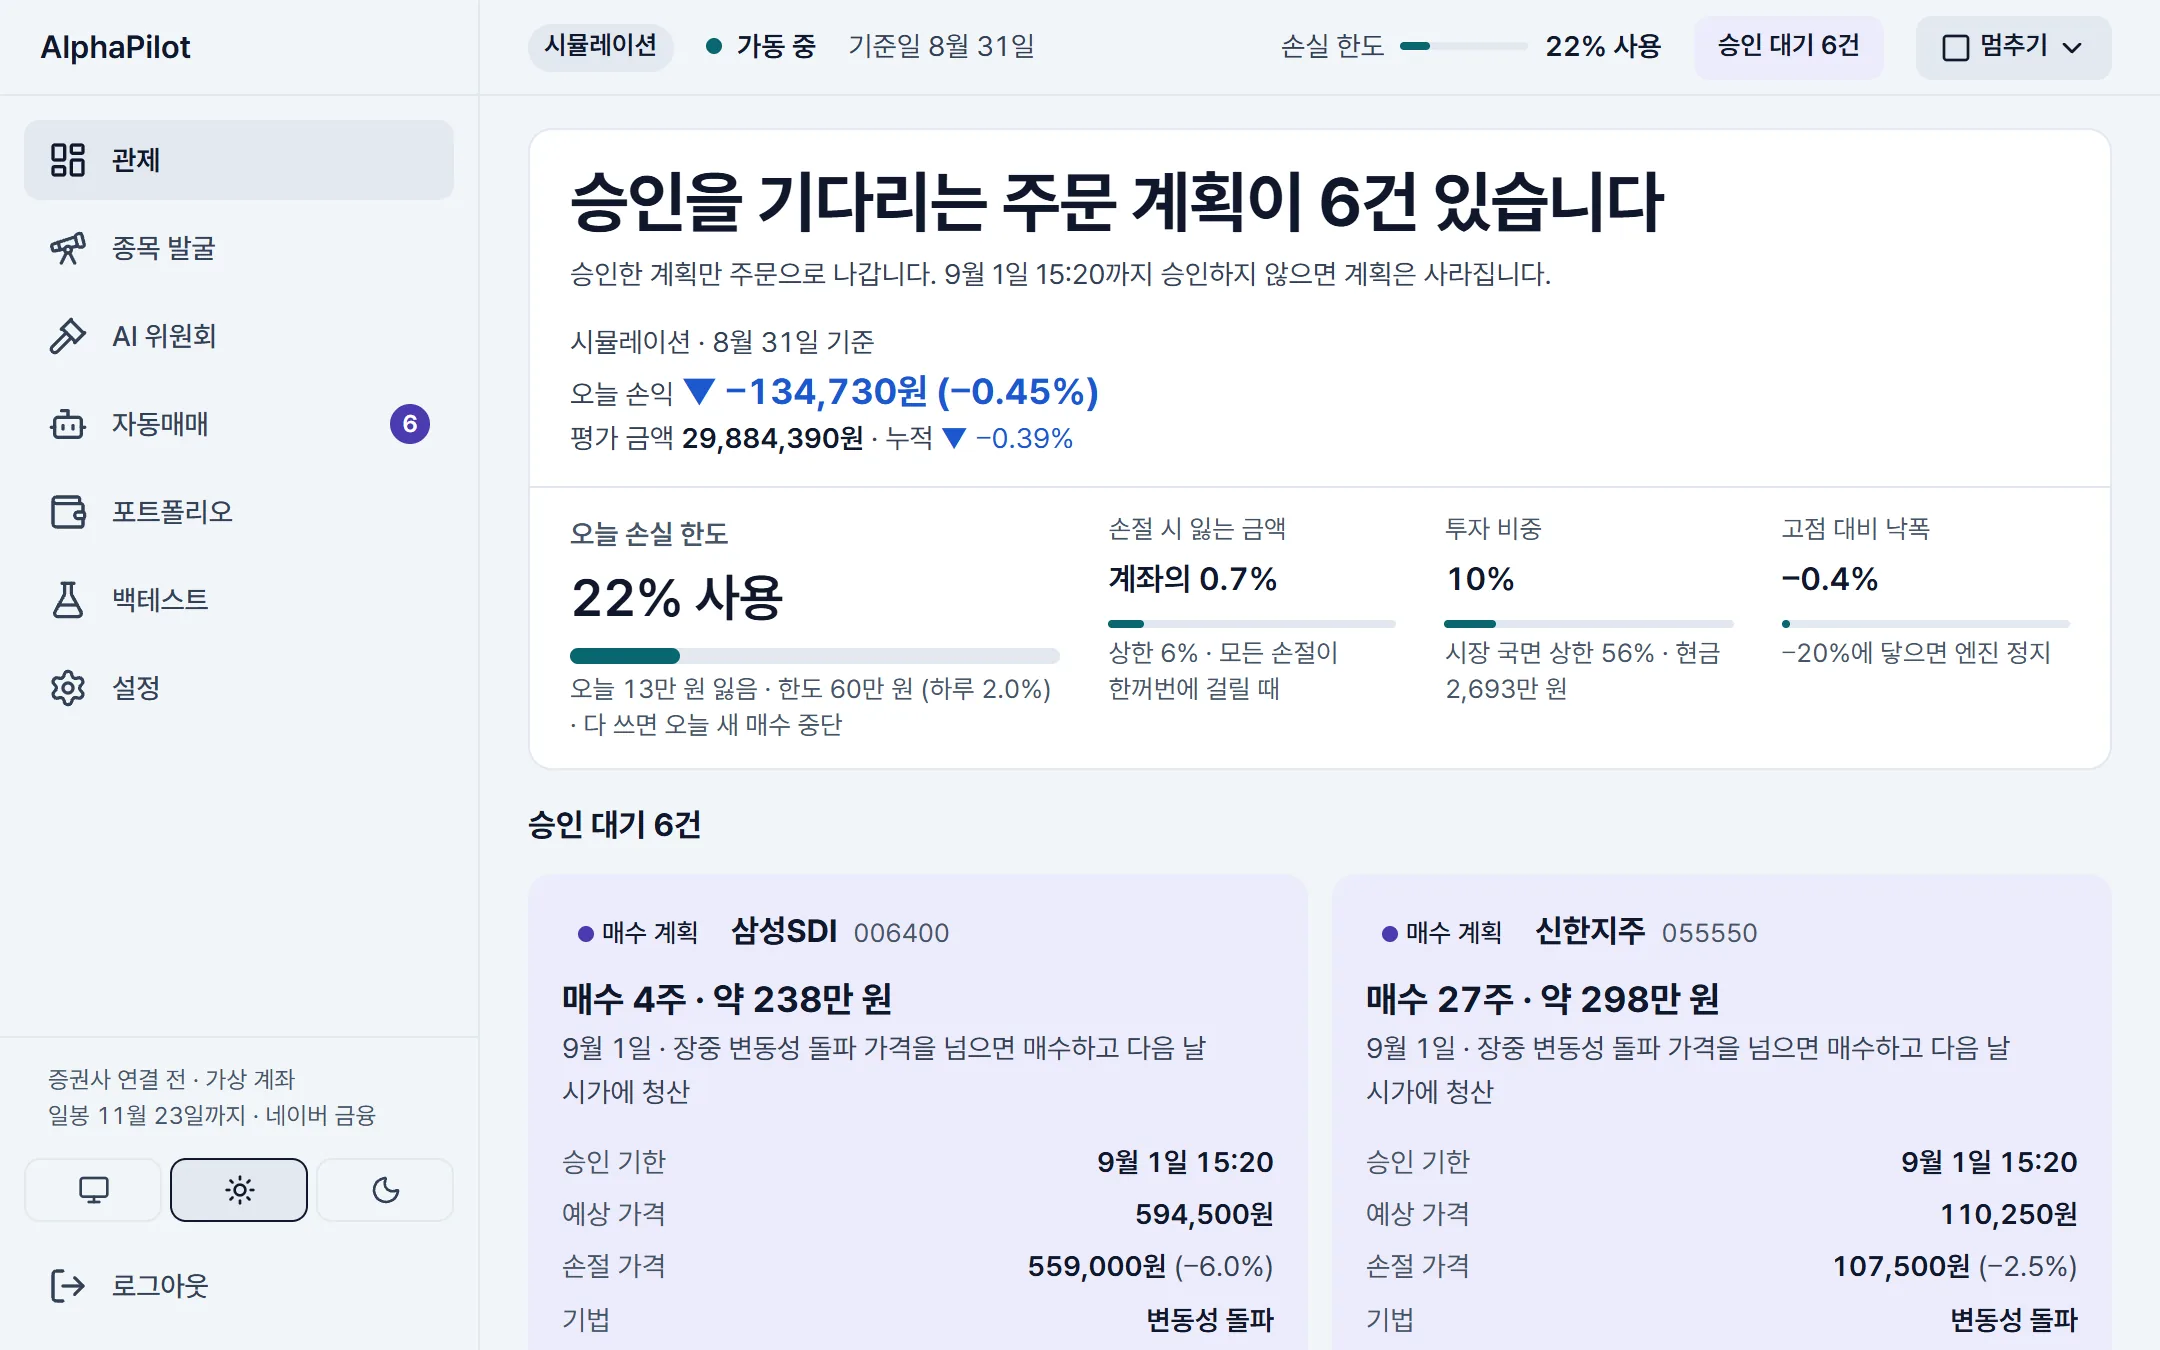 AlphaPilot
관제
종목 발굴
AI 위원회
자동매매 6
포트폴리오
백테스트
설정
증권사 연결 전 · 가상 계좌
일봉 11월 23일까지 · 네이버 금융
로그아웃
시뮬레이션 가동 중 기준일 8월 31일 손실 한도 22% 사용 승인 대기 6건 멈추기
승인을 기다리는 주문 계획이 6건 있습니다
승인한 계획만 주문으로 나갑니다. 9월 1일 15:20까지 승인하지 않으면 계획은 사라집니다.
시뮬레이션 · 8월 31일 기준
오늘 손익 ▼ −134,730원 (−0.45%)
평가 금액 29,884,390원 · 누적 ▼ −0.39%
오늘 손실 한도
22% 사용
오늘 13만 원 잃음 · 한도 60만 원 (하루 2.0%)
· 다 쓰면 오늘 새 매수 중단
손절 시 잃는 금액
계좌의 0.7%
상한 6% · 모든 손절이
한꺼번에 걸릴 때
투자 비중
10%
시장 국면 상한 56% · 현금
2,693만 원
고점 대비 낙폭
−0.4%
−20%에 닿으면 엔진 정지
승인 대기 6건
매수 계획 삼성SDI 006400
매수 4주 · 약 238만 원
9월 1일 · 장중 변동성 돌파 가격을 넘으면 매수하고 다음 날
시가에 청산
승인 기한 9월 1일 15:20
예상 가격 594,500원
손절 가격 559,000원 (−6.0%)
기법 변동성 돌파
매수 계획 신한지주 055550
매수 27주 · 약 298만 원
9월 1일 · 장중 변동성 돌파 가격을 넘으면 매수하고 다음 날
시가에 청산
승인 기한 9월 1일 15:20
예상 가격 110,250원
손절 가격 107,500원 (−2.5%)
기법 변동성 돌파